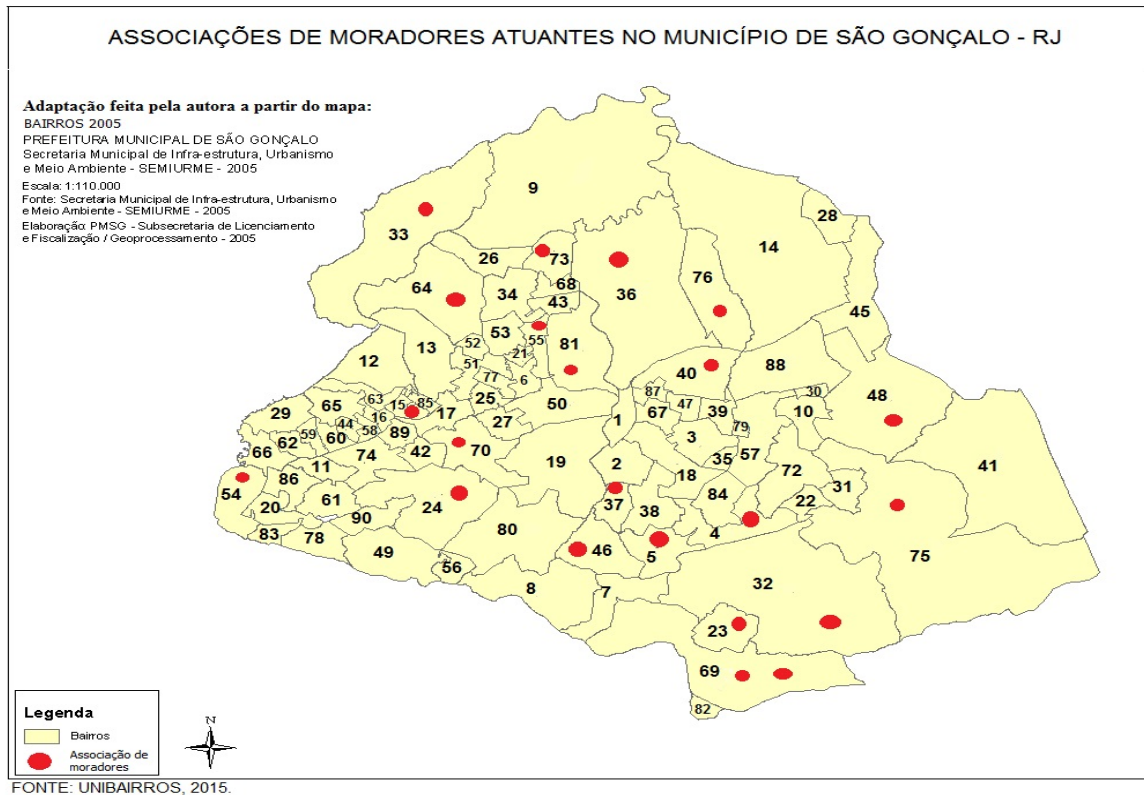 ASSOCIAÇÕES DE MORADORES ATUANTES NO MUNICÍPIO DE SÃO GONÇALO - RJ
Adaptação feita pela autora a partir do mapa:
BAIRROS 2005
PREFEITURA MUNICIPAL DE SÃO GONÇALO
Secretaria Municipal de Infra-estrutura, Urbanismo
e Meio Ambiente - SEMIURME - 2005
Escala: 1:110.000
Fonte: Secretaria Municipal de Infra-estrutura, Urbanismo
e Meio Ambiente - SEMIURME - 2005
Elaboração: PMSG - Subsecretaria de Licenciamento
e Fiscalização / Geoprocessamento - 2005
9
28
33
14
26 73
76
64 34 68 36
43
45
53 55 81
52
13 21
12 51
77 6
40 88
87 30
63 85 25 50 67 47 39 10 48
29 65 15 17
16 27 1
44 58 89 79
59 60 3
62 42 70
66 74 35 57 41
11 19 2
86 18 72
54 31
61 84 22
20 24 37 38
90 80 4
83 78
49 46 5 75
56
8 7 32
23
69
82
Legenda
Bairros
Associação de
moradores
N
FONTE: UNIBAIRROS, 2015.